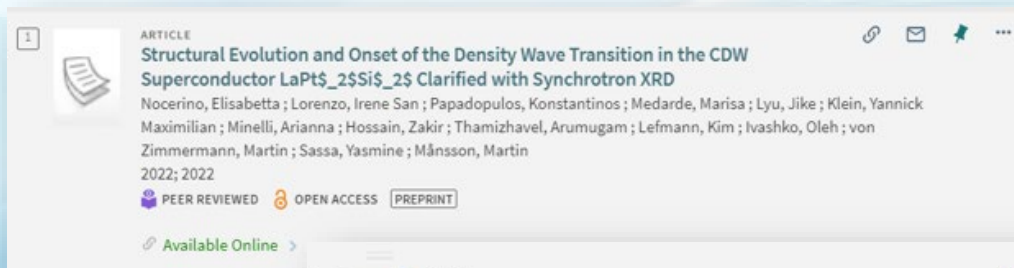 1
ARTICLE
Structural Evolution and Onset of the Density Wave Transition in the CDW
Superconductor LaPt$_2$Si$_2$ Clarified with Synchrotron XRD
Nocerino, Elisabetta ; Lorenzo, Irene San ; Papadopulos, Konstantinos ; Medarde, Marisa ; Lyu, Jike ; Klein, Yannick
Maximilian ; Minelli, Arianna ; Hossain, Zakir ; Thamizhavel, Arumugam ; Lefmann, Kim ; Ivashko, Oleh ; von
Zimmermann, Martin ; Sassa, Yasmine ; Månsson, Martin
2022; 2022
PEER REVIEWED OPEN ACCESS PREPRINT
Available Online >